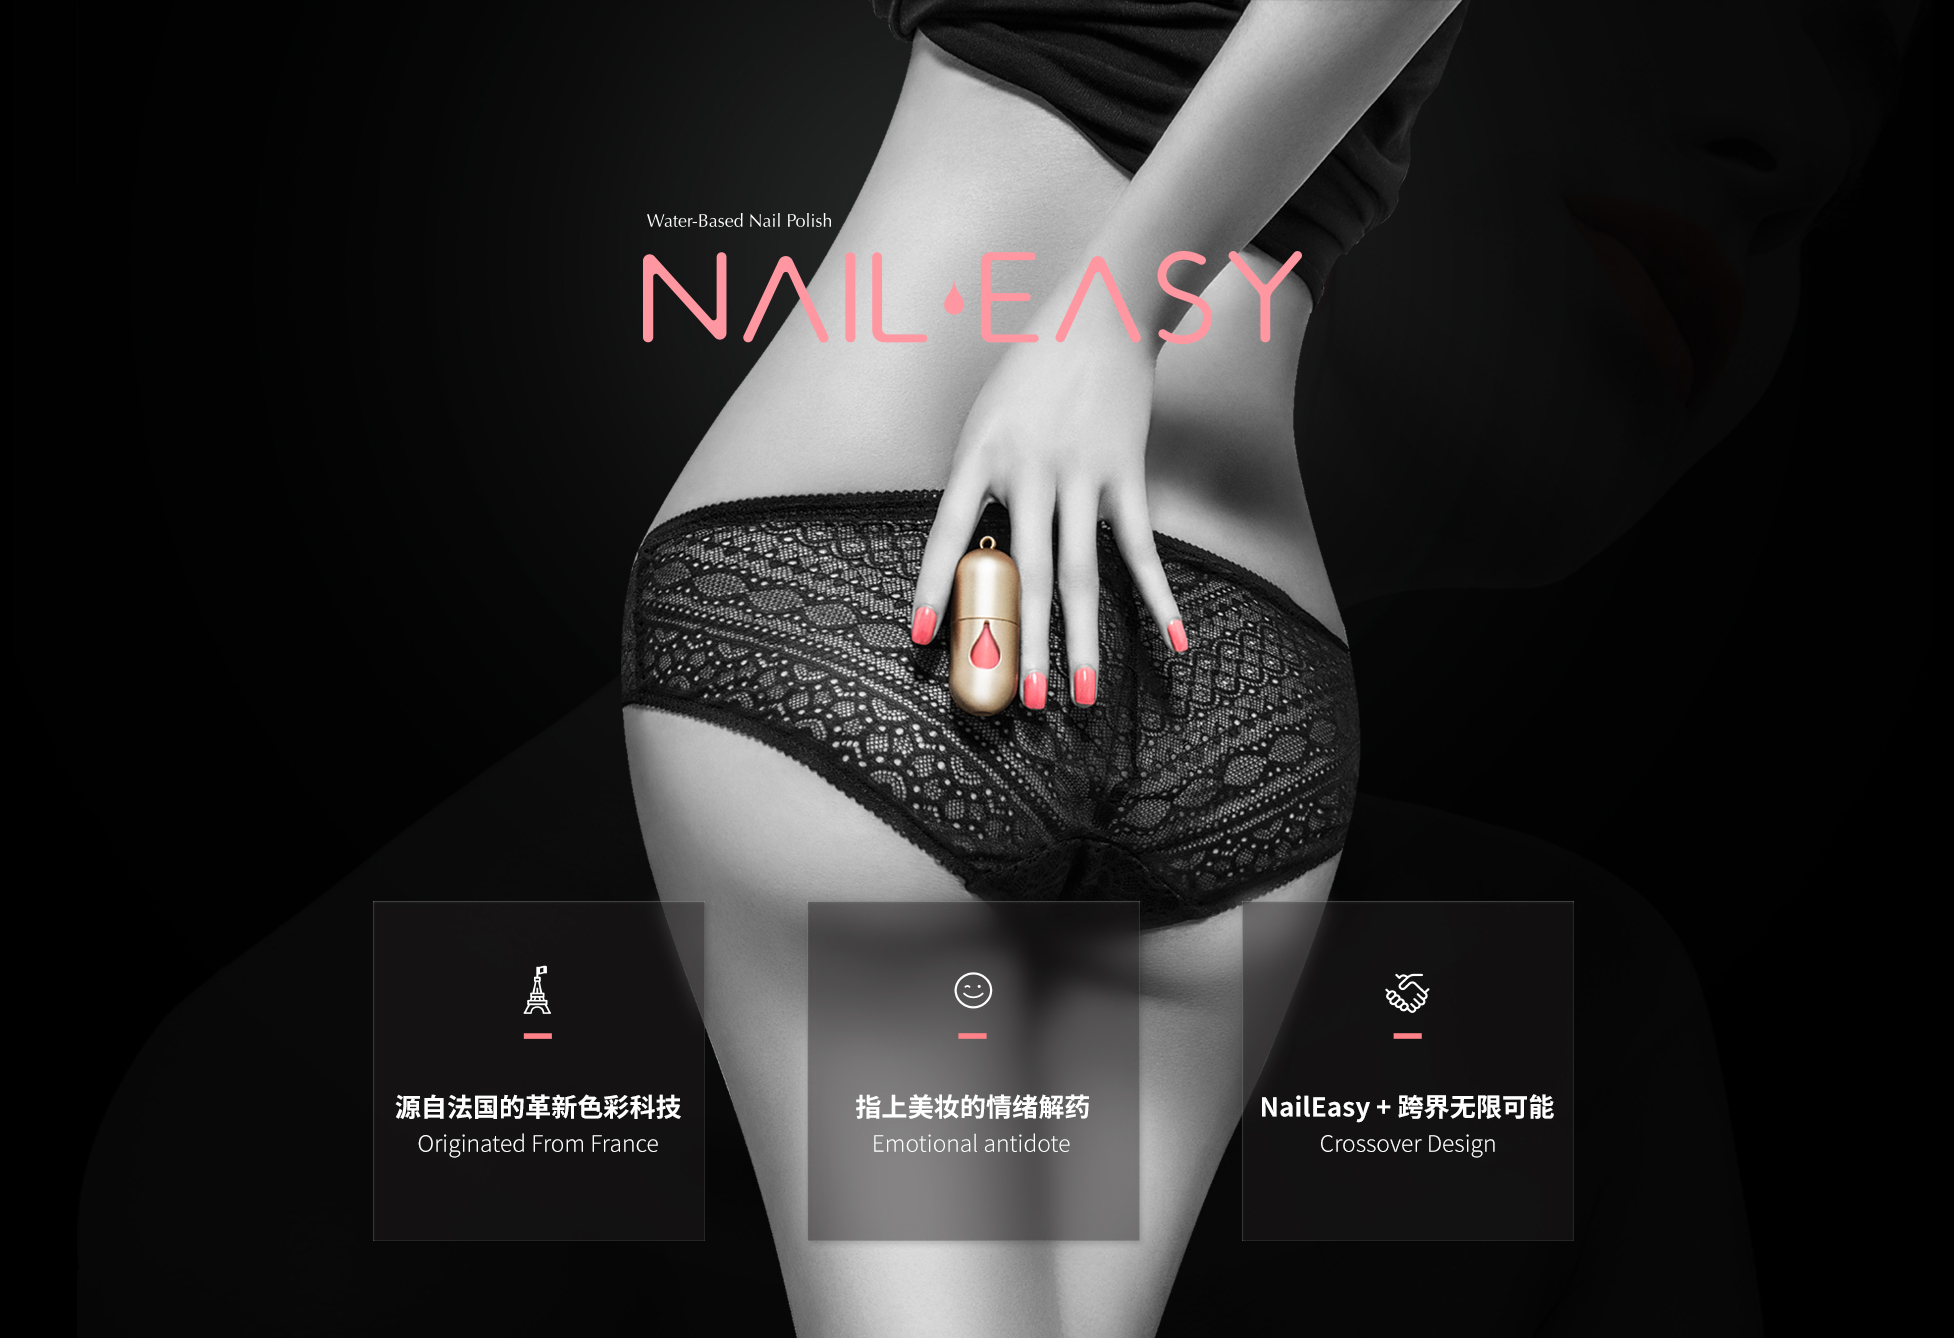 Water-Based Nail Polish
NAIL EASY
源自法国的革新色彩科技
Originated From France
指上美妆的情绪解药
Emotional antidote
NailEasy + 跨界无限可能
Crossover Design